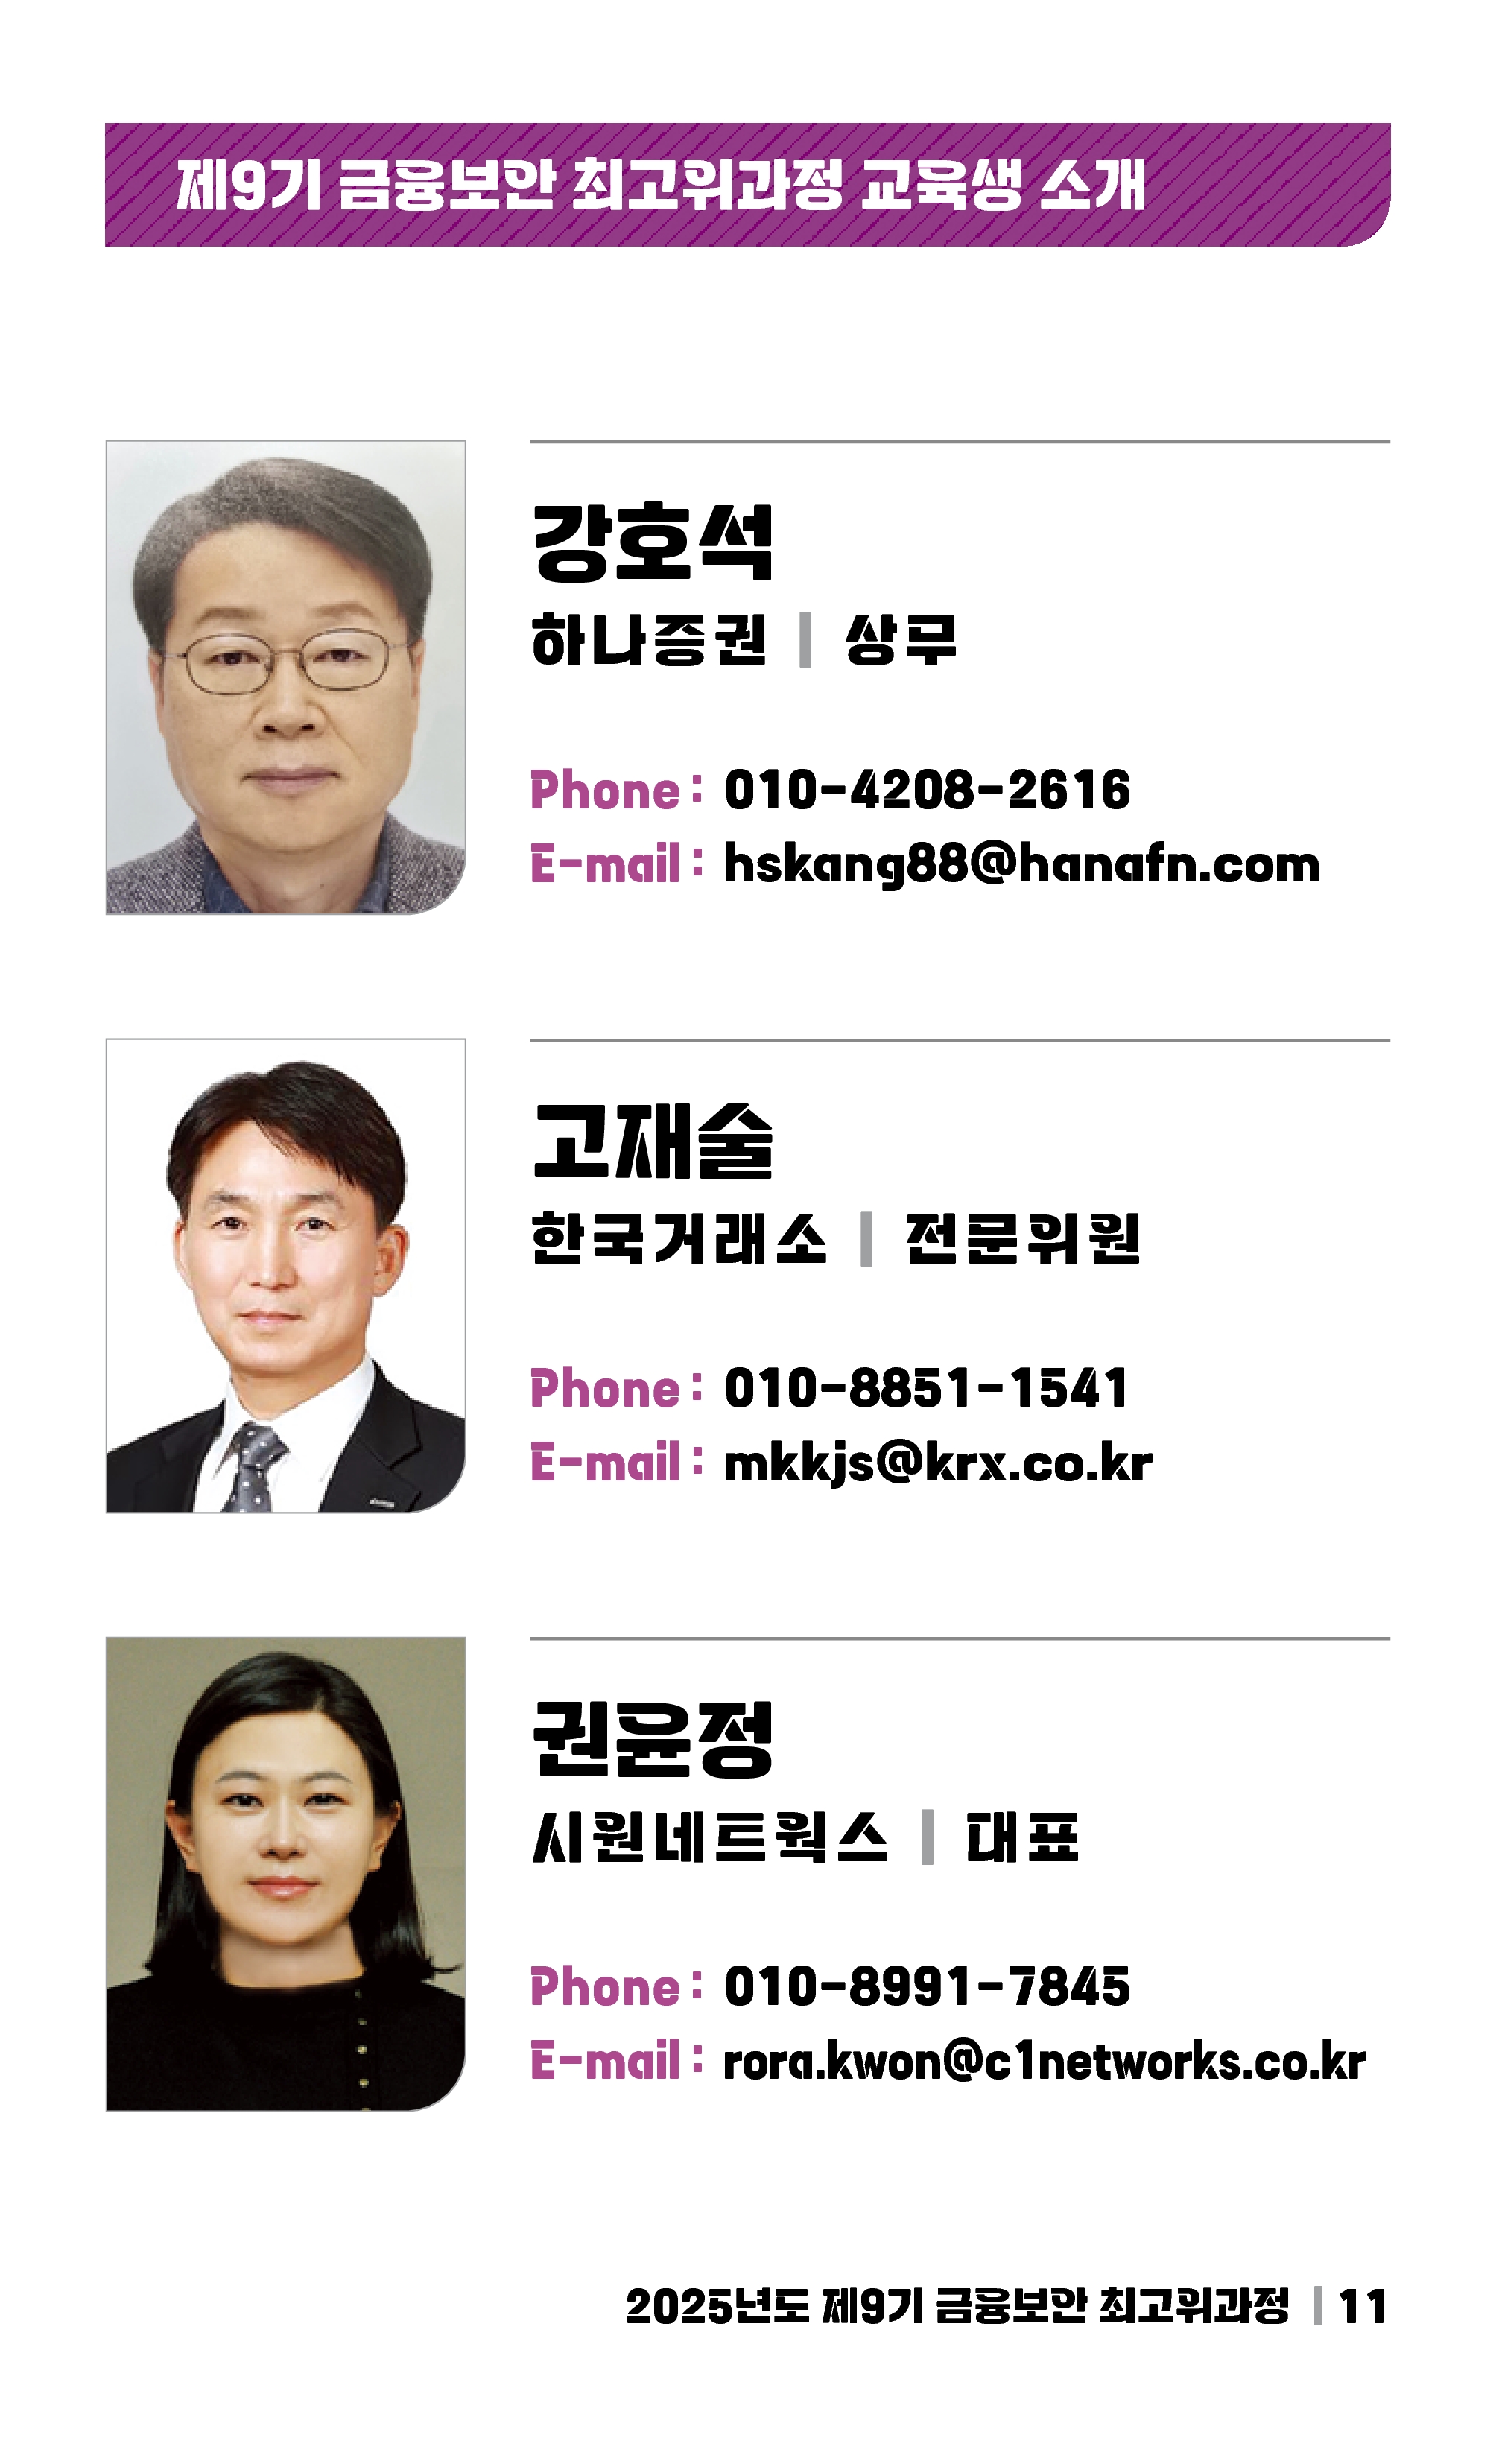 제9기 금융보안 최고위과정 교육생 소개
강호석
하나증권 | 상무
Phone : 010-4208-2616
E-mail : hskang88@hanafn.com
고재술
한국거래소 | 전문위원
Phone : 010-8851-1541
E-mail : mkkjs@krx.co.kr
권윤정
시원네트웍스 | 대표
Phone : 010-8991-7845
E-mail : rora.kwon@c1networks.co.kr
2025년도 제9기 금융보안 최고위과정 | 11